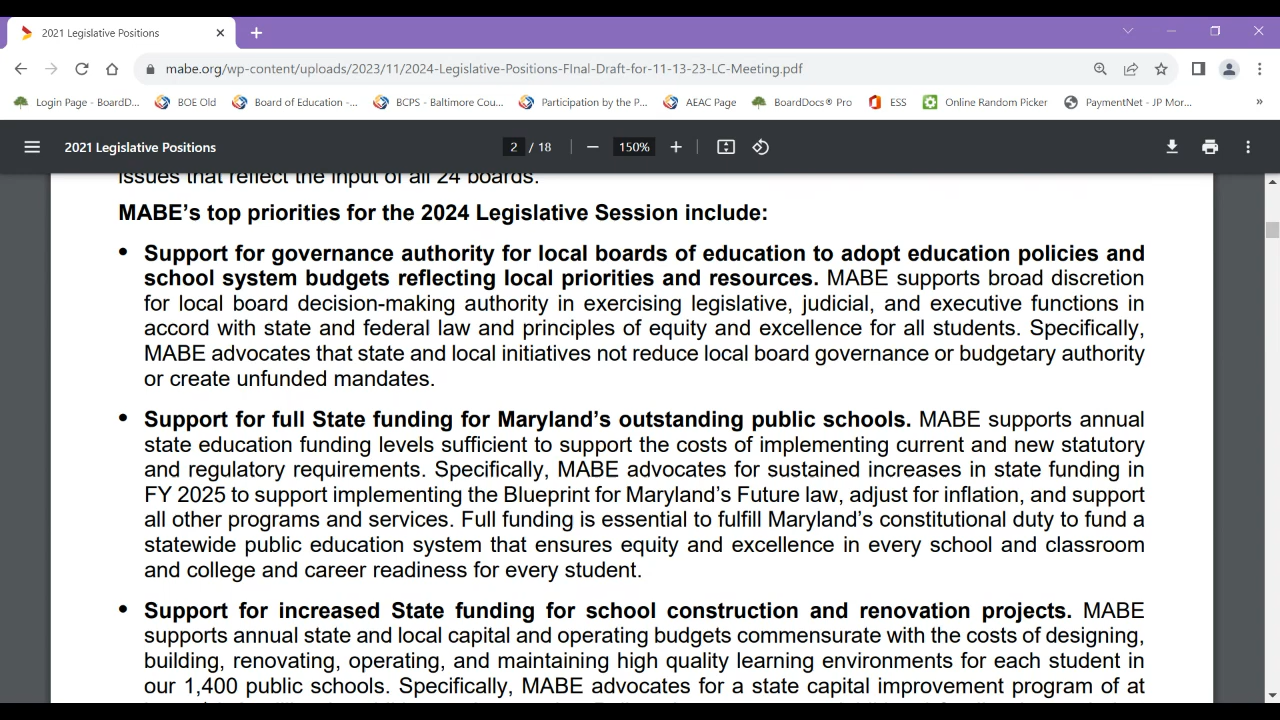 2021 Legislative Positions
mabe.org/wp-content/uploads/2023/11/2024-Legislative-Positions-FInal-Draft-for-11-13-23-LC-Meeting.pdf
Login Page - BoardD... BOE Old Board of Education -... BCPS - Baltimore Cou... Participation by the P... AEAC Page BoardDocs® Pro ESS Online Random Picker PaymentNet - JP Mor... »
2021 Legislative Positions 2 / 18 150%
issues that reflect the input of all 24 boards.
MABE's top priorities for the 2024 Legislative Session include:
• Support for governance authority for local boards of education to adopt education policies and
school system budgets reflecting local priorities and resources. MABE supports broad discretion
for local board decision-making authority in exercising legislative, judicial, and executive functions in
accord with state and federal law and principles of equity and excellence for all students. Specifically,
MABE advocates that state and local initiatives not reduce local board governance or budgetary authority
or create unfunded mandates.
• Support for full State funding for Maryland's outstanding public schools. MABE supports annual
state education funding levels sufficient to support the costs of implementing current and new statutory
and regulatory requirements. Specifically, MABE advocates for sustained increases in state funding in
FY 2025 to support implementing the Blueprint for Maryland's Future law, adjust for inflation, and support
all other programs and services. Full funding is essential to fulfill Maryland's constitutional duty to fund a
statewide public education system that ensures equity and excellence in every school and classroom
and college and career readiness for every student.
• Support for increased State funding for school construction and renovation projects. MABE
supports annual state and local capital and operating budgets commensurate with the costs of designing,
building, renovating, operating, and maintaining high quality learning environments for each student in
our 1,400 public schools. Specifically, MABE advocates for a state capital improvement program of at